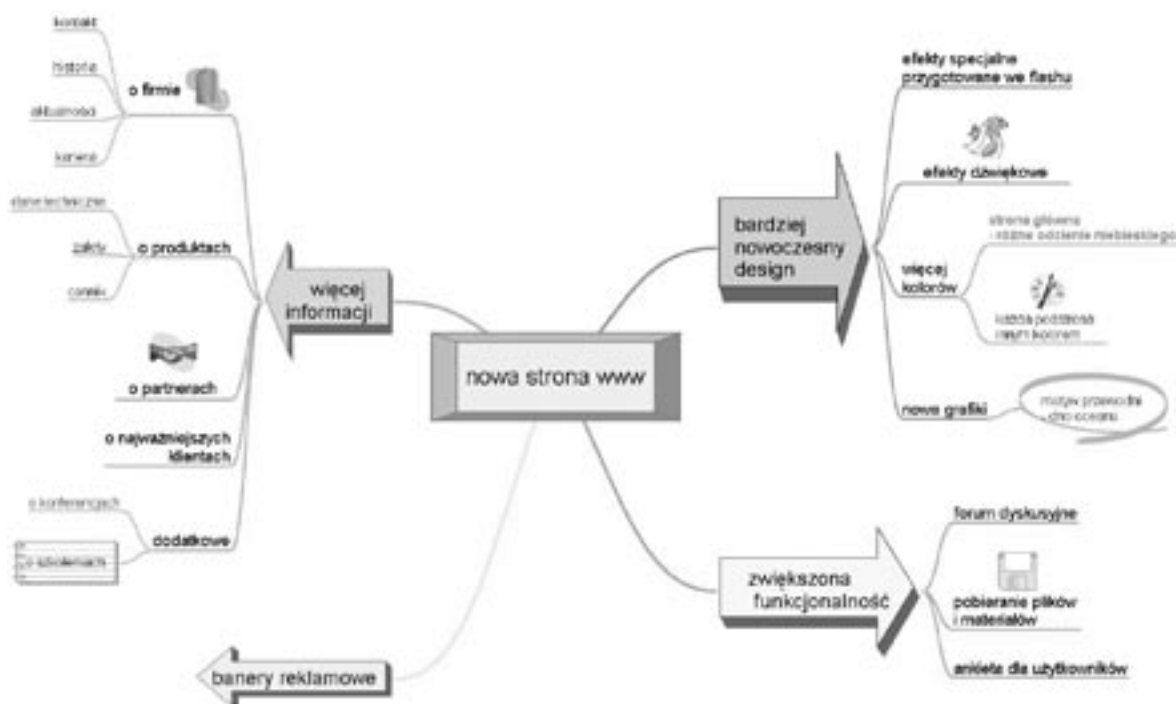 kontakt
historia
aktualności
kariera
o firmie
dane techniczne
zalety
cennik
o produktach
więcej
informacji
o partnerach
o najważniejszych
klientach
o konferencjach
o szkoleniach
dodatkowe
banery reklamowe
nowa strona www
bardziej
nowoczesny
design
efekty specjalne
przygotowane we flashu
efekty dźwiękowe
więcej
kolorów
strona główna
- różne odcienie niebieskiego
każda podstrona
innym kolorem
nowe grafiki
motyw przewodni
- dno oceanu
zwiększona
funkcjonalność
forum dyskusyjne
pobieranie plików
i materiałów
ankieta dla użytkowników